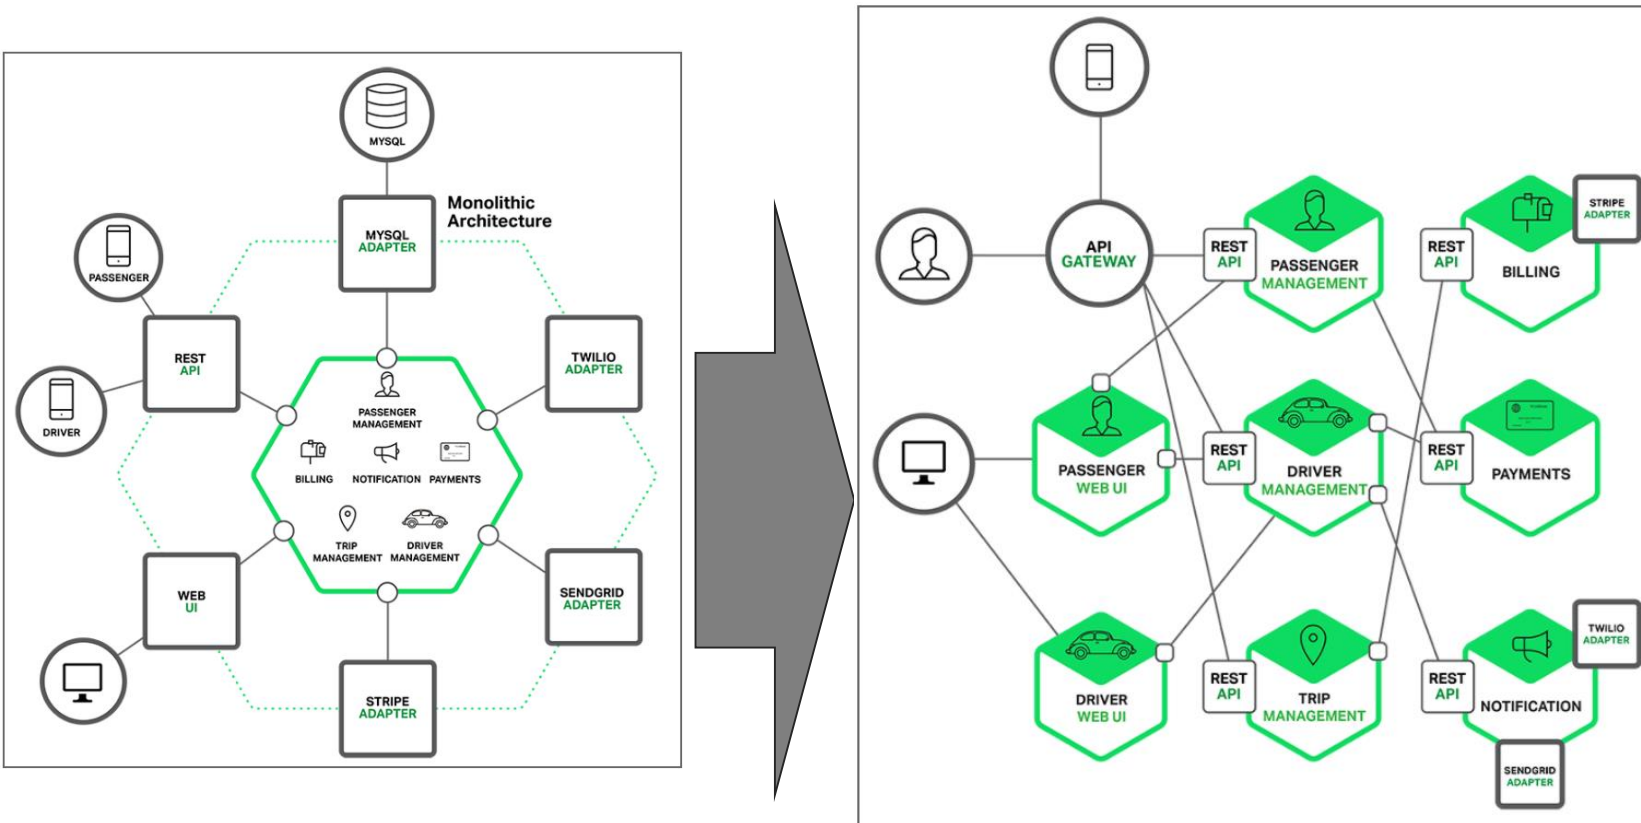 MYSQL
Monolithic
Architecture
MYSQL
ADAPTER
PASSENGER
REST
API
TWILIO
ADAPTER
DRIVER
PASSENGER
MANAGEMENT
BILLING
NOTIFICATION
PAYMENTS
TRIP
MANAGEMENT
DRIVER
MANAGEMENT
WEB
UI
SENDGRID
ADAPTER
STRIPE
ADAPTER
API
GATEWAY
REST
API
PASSENGER
MANAGEMENT
REST
API
BILLING
STRIPE
ADAPTER
PASSENGER
WEB UI
REST
API
DRIVER
MANAGEMENT
REST
API
PAYMENTS
DRIVER
WEB UI
REST
API
TRIP
MANAGEMENT
REST
API
NOTIFICATION
TWILIO
ADAPTER
SENDGRID
ADAPTER